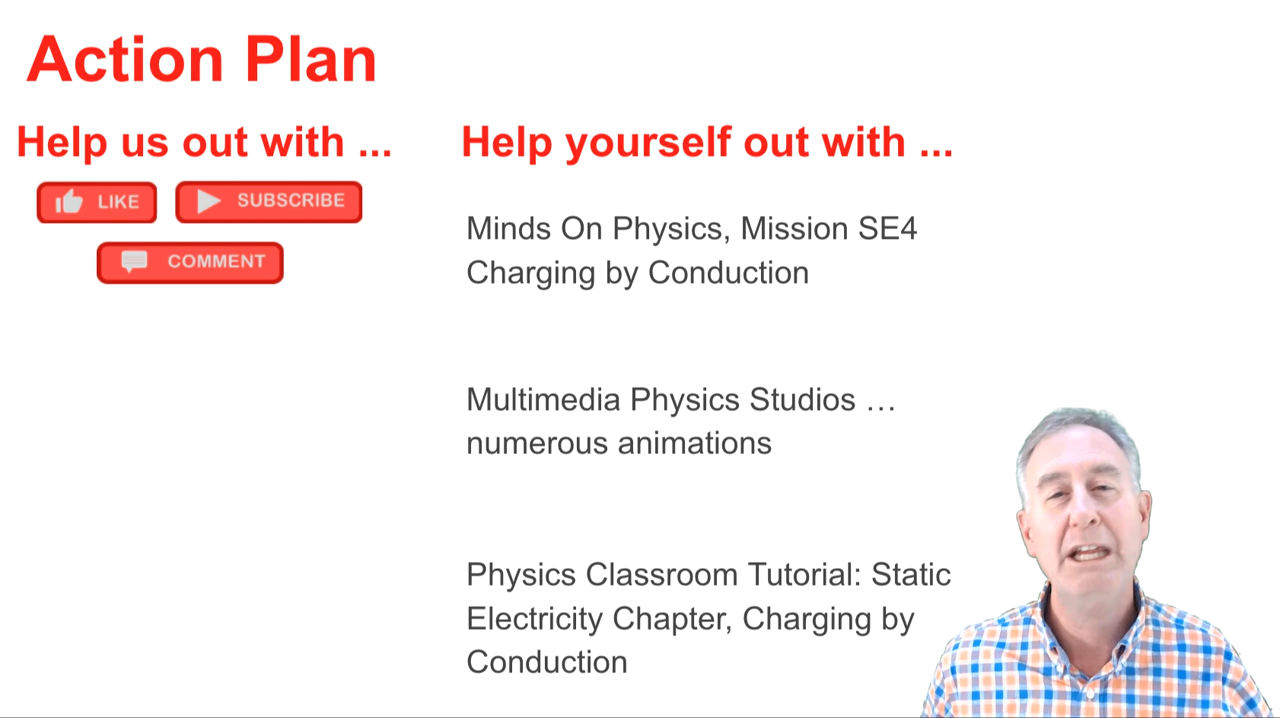 Action Plan
Help us out with ...
LIKE
SUBSCRIBE
COMMENT
Help yourself out with ...
Minds On Physics, Mission SE4
Charging by Conduction
Multimedia Physics Studios …
numerous animations
Physics Classroom Tutorial: Static
Electricity Chapter, Charging by
Conduction